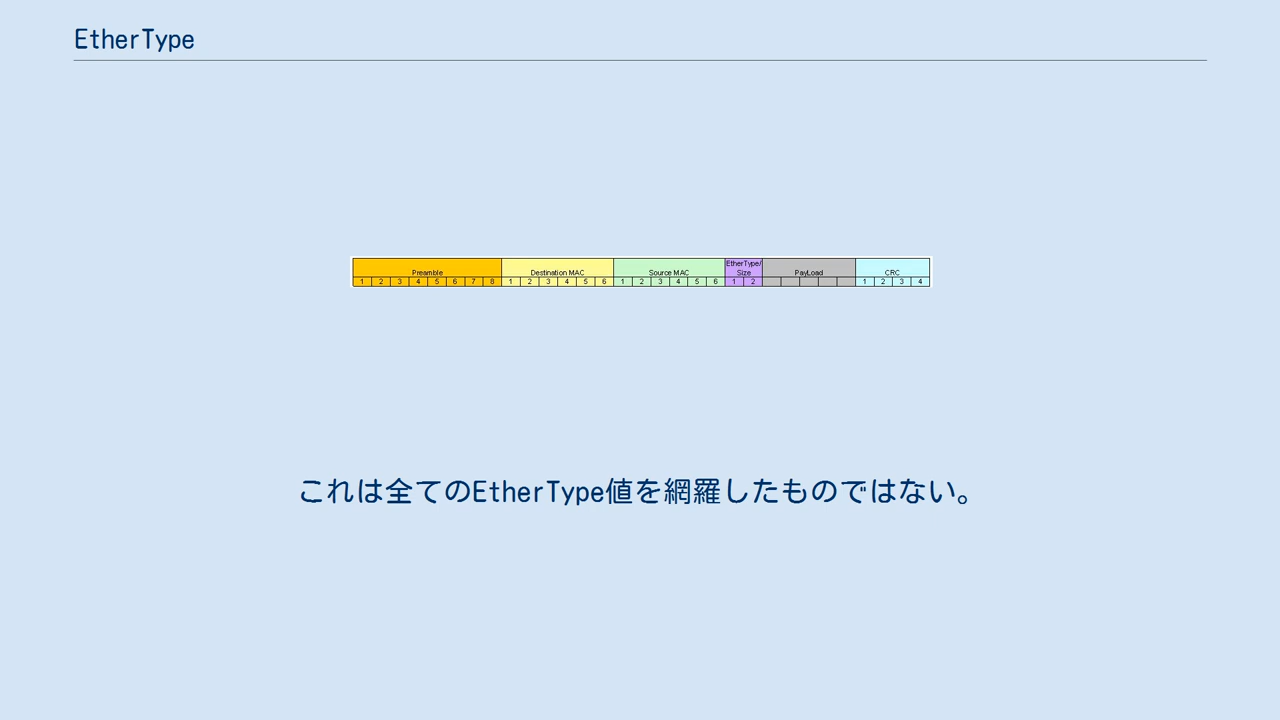 EtherType
Preamble Destination MAC Source MAC EtherType/ Size PayLoad CRC
1 2 3 4 5 6 7 8 1 2 3 4 5 6 1 2 3 4 5 6 1 2 1 2 3 4
これは全てのEtherType値を網羅したものではない。